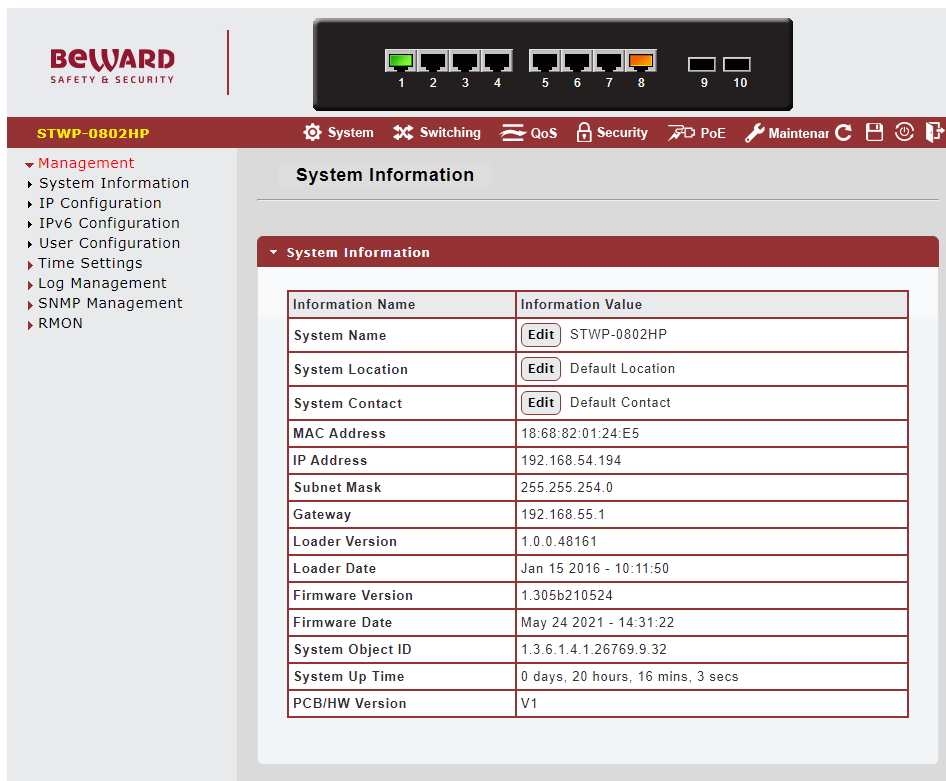 BEWARD
SAFETY & SECURITY
1 2 3 4 5 6 7 8 9 10
STWP-0802HP
System Switching QoS Security PoE Maintenar
Management
System Information
IP Configuration
IPv6 Configuration
User Configuration
Time Settings
Log Management
SNMP Management
RMON
System Information
System Information
Information Name Information Value
System Name Edit STWP-0802HP
System Location Edit Default Location
System Contact Edit Default Contact
MAC Address 18:68:82:01:24:E5
IP Address 192.168.54.194
Subnet Mask 255.255.254.0
Gateway 192.168.55.1
Loader Version 1.0.0.48161
Loader Date Jan 15 2016 - 10:11:50
Firmware Version 1.305b210524
Firmware Date May 24 2021 - 14:31:22
System Object ID 1.3.6.1.4.1.26769.9.32
System Up Time 0 days, 20 hours, 16 mins, 3 secs
PCB/HW Version V1